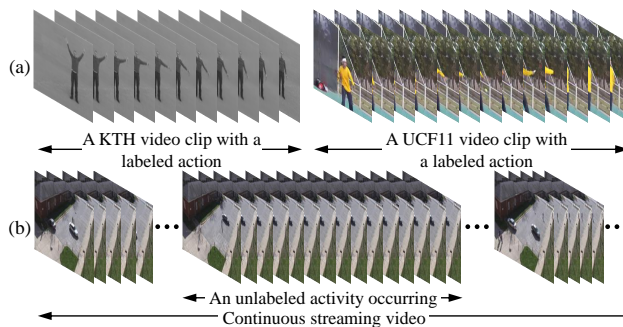 (a)
A KTH video clip with a
labeled action
A UCF11 video clip with
a labeled action
(b)
An unlabeled activity occurring
Continuous streaming video